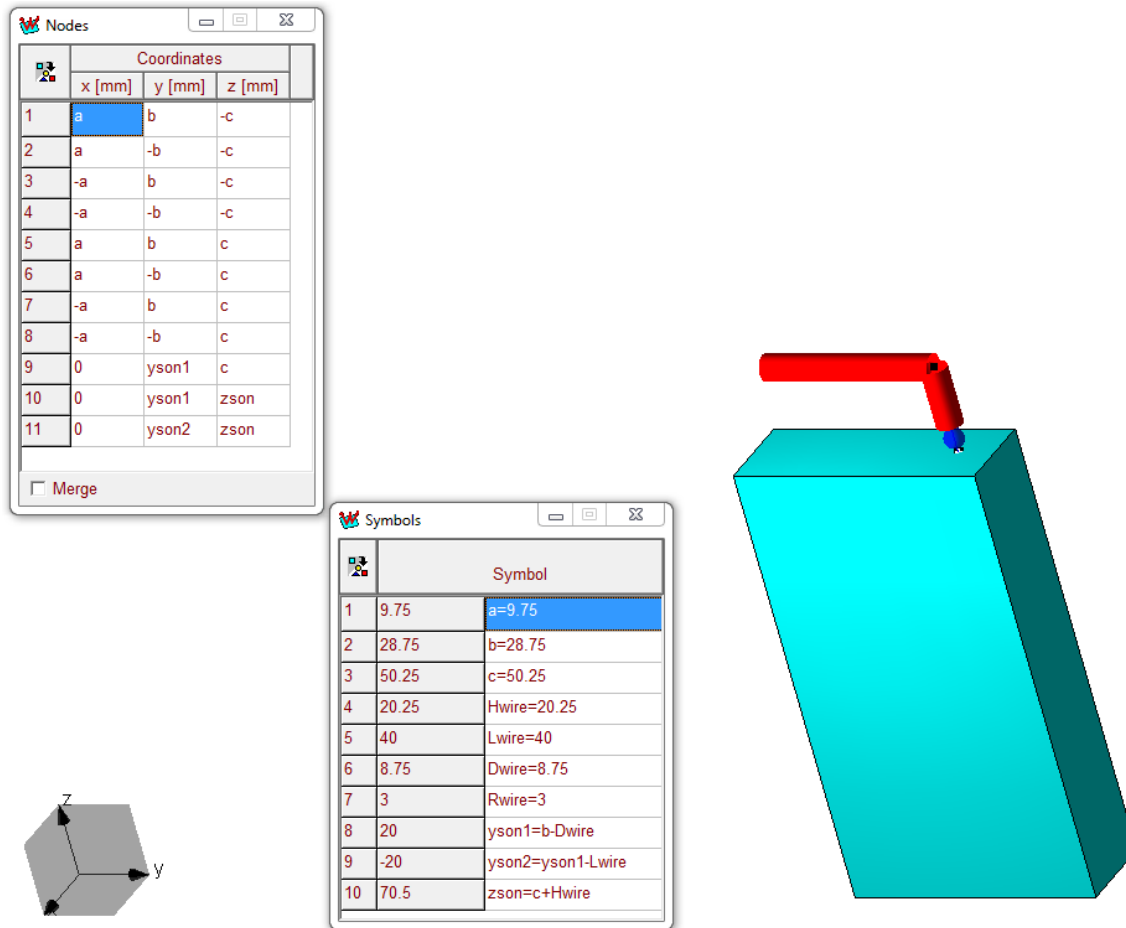 Nodes
Coordinates
x [mm] y [mm] z [mm]
1 a b -c
2 a -b -c
3 -a b -c
4 -a -b -c
5 a b c
6 a -b c
7 -a b c
8 -a -b c
9 0 yson1 c
10 0 yson1 zson
11 0 yson2 zson
Merge
Symbols
Symbol
1 9.75 a=9.75
2 28.75 b=28.75
3 50.25 c=50.25
4 20.25 Hwire=20.25
5 40 Lwire=40
6 8.75 Dwire=8.75
7 3 Rwire=3
8 20 yson1=b-Dwire
9 -20 yson2=yson1-Lwire
10 70.5 zson=c+Hwire
z
y